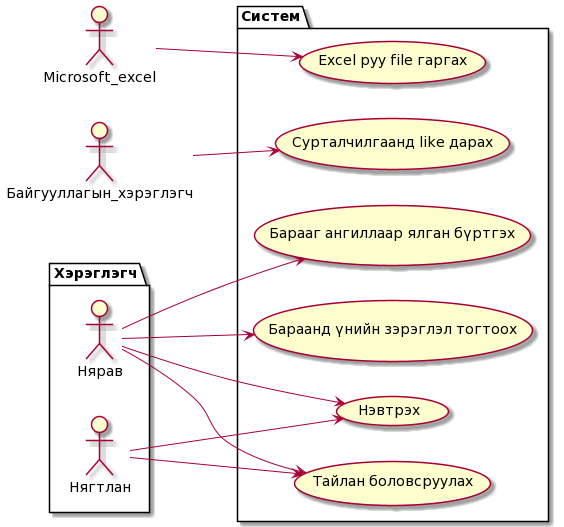 Систем
Microsoft_excel
Excel руу file гаргах
Байгууллагын_хэрэглэгч
Сурталчилгаанд like дарах
Хэрэглэгч
Барааг ангиллаар ялган бүртгэх
Нярав
Бараанд үнийн зэрэглэл тогтоох
Нэвтрэх
Нягтлан
Тайлан боловсруулах